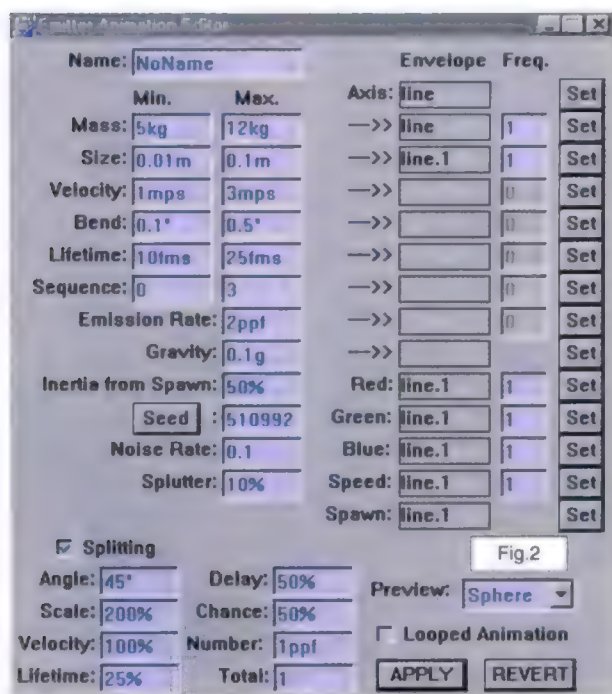 Emitter Animation Editor
Name: NoName Envelope Freq.
Min. Max. Axis: line Set
Mass: 5kg 12kg —>> line 1 Set
Size: 0.01m 0.1m —>> line.1 1 Set
Velocity: 1mps 3mps —>> 0 Set
Bend: 0.1° 0.5° —>> 0 Set
Lifetime: 10fms 25fms —>> 0 Set
Sequence: 0 3 —>> 0 Set
Emission Rate: 2ppf —>> 0 Set
Gravity: 0.1g —>> Set
Inertia from Spawn: 50% Red: line.1 1 Set
Seed : 510992 Green: line.1 1 Set
Noise Rate: 0.1 Blue: line.1 1 Set
Splutter: 10% Speed: line.1 1 Set
Spawn: line.1 Set
Splitting Fig.2
Angle: 45° Delay: 50% Preview: Sphere
Scale: 200% Chance: 50%
Velocity: 100% Number: 1ppf Looped Animation
Lifetime: 25% Total: 1 APPLY REVERT